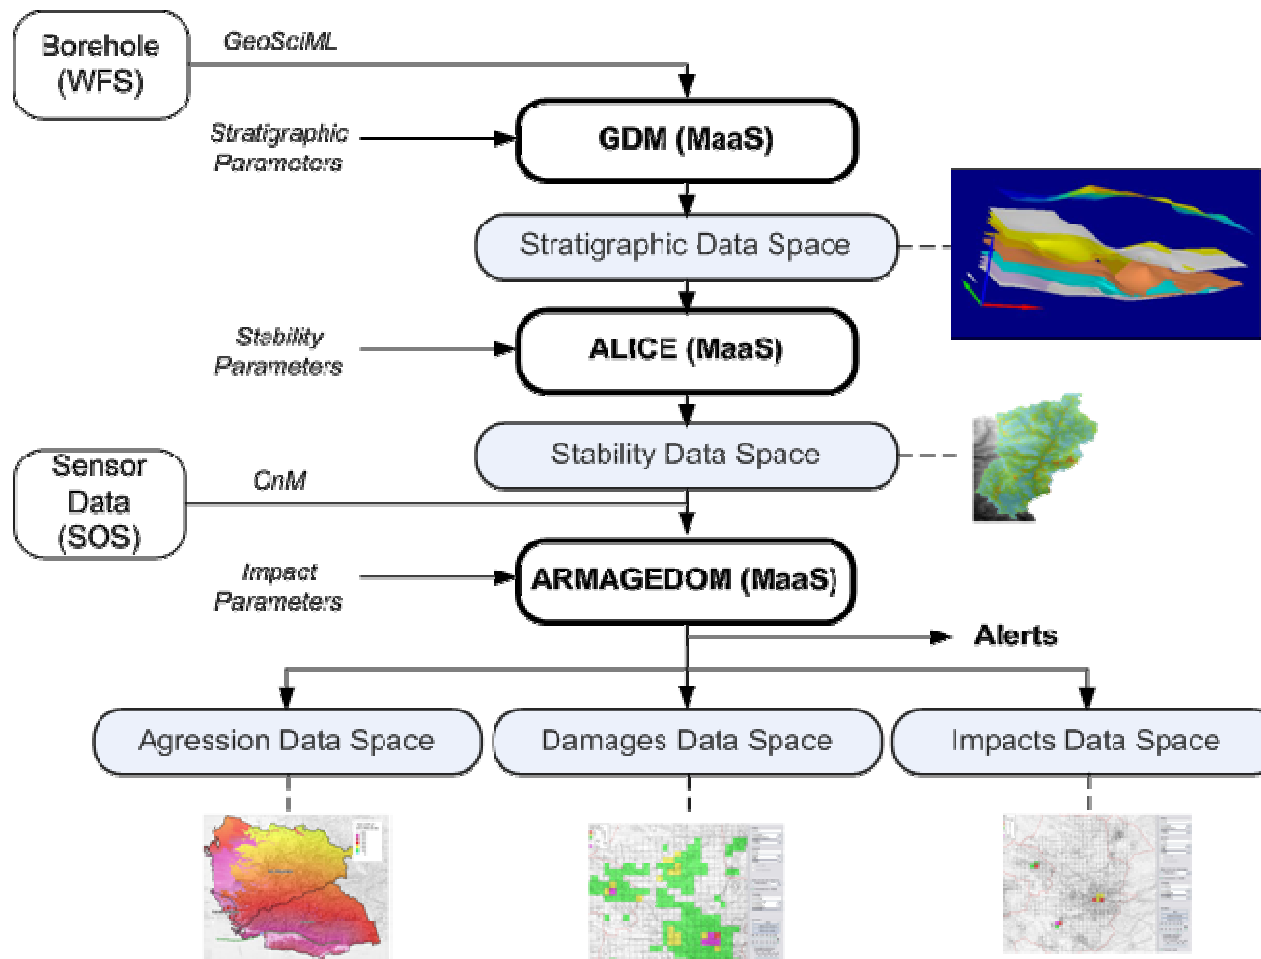 Borehole
(WFS)
GeoSciML
Stratigraphic
Parameters
GDM (MaaS)
Stratigraphic Data Space
Stability
Parameters
ALICE (MaaS)
Stability Data Space
Sensor
Data
(SOS)
OnM
Impact
Parameters
ARMAGEDOM (MaaS)
Alerts
Agression Data Space
Damages Data Space
Impacts Data Space